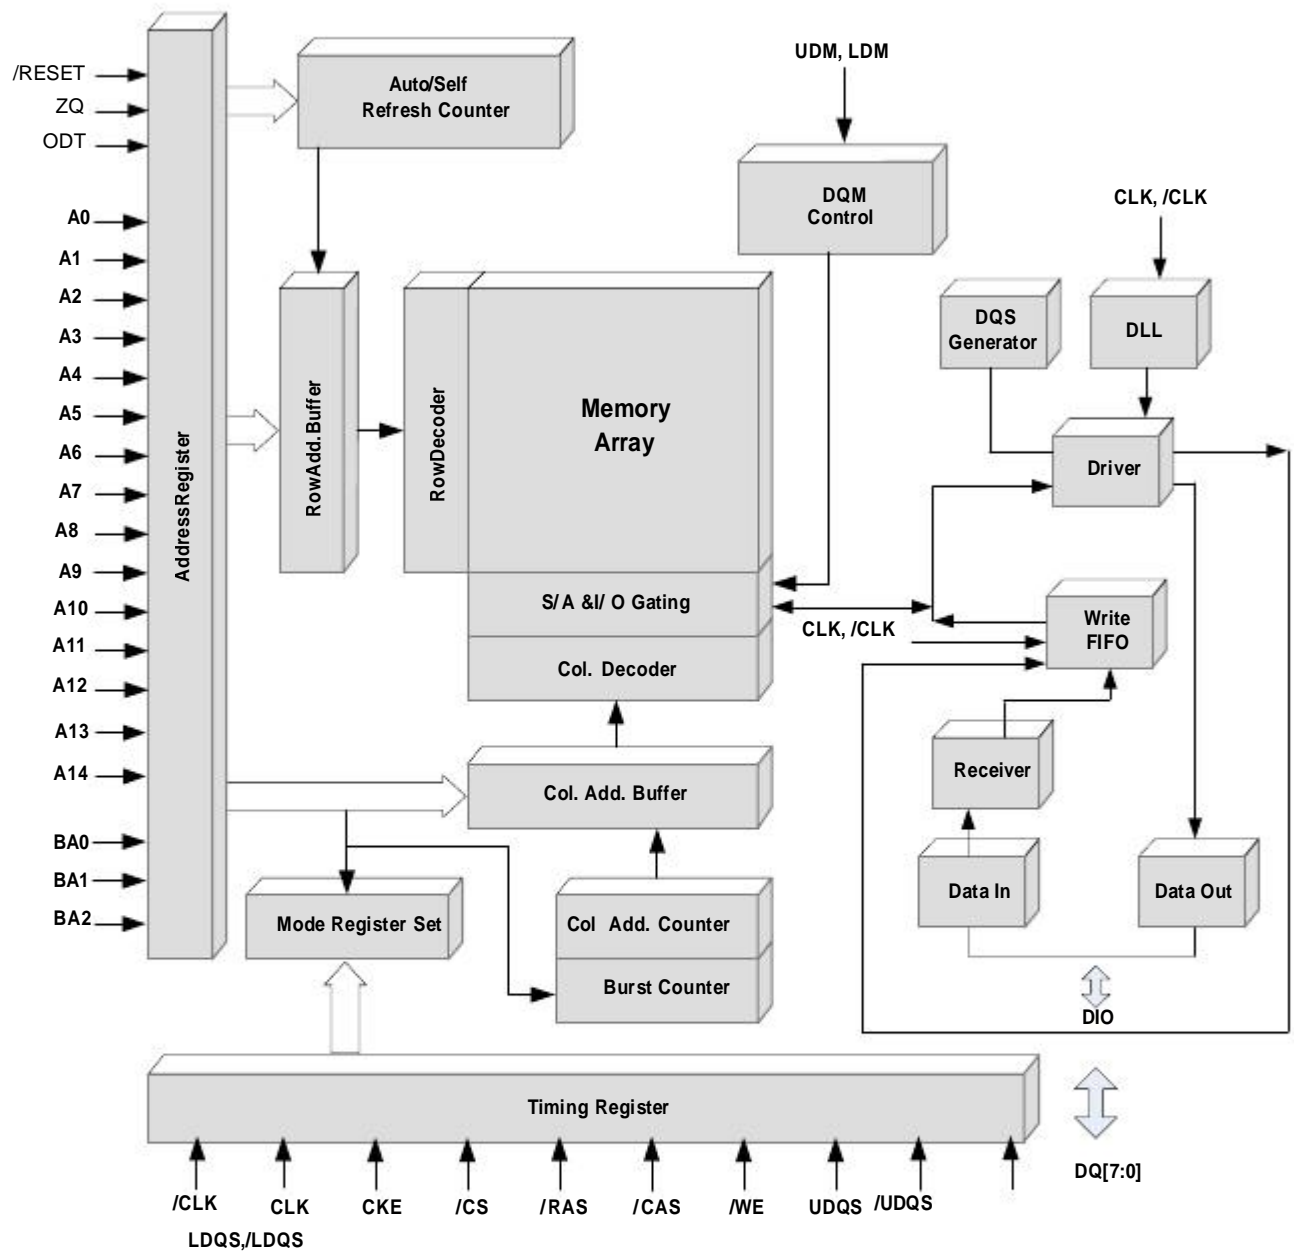 /RESET
ZQ
ODT
A0
A1
A2
A3
A4
A5
A6
A7
A8
A9
A10
A11
A12
A13
A14
BA0
BA1
BA2
AddressRegister
Auto/Self
Refresh Counter
RowAdd.Buffer
RowDecoder
Memory
Array
S/ A &I/ O Gating
Col. Decoder
Col. Add. Buffer
Mode Register Set
Col Add. Counter
Burst Counter
UDM, LDM
DQM
Control
CLK, /CLK
DQS
Generator
DLL
Driver
CLK, /CLK
Write
FIFO
Receiver
Data In
Data Out
DIO
Timing Register
DQ[7:0]
/CLK
CLK
CKE
/CS
/RAS
/CAS
/WE
UDQS
/UDQS
LDQS,/LDQS